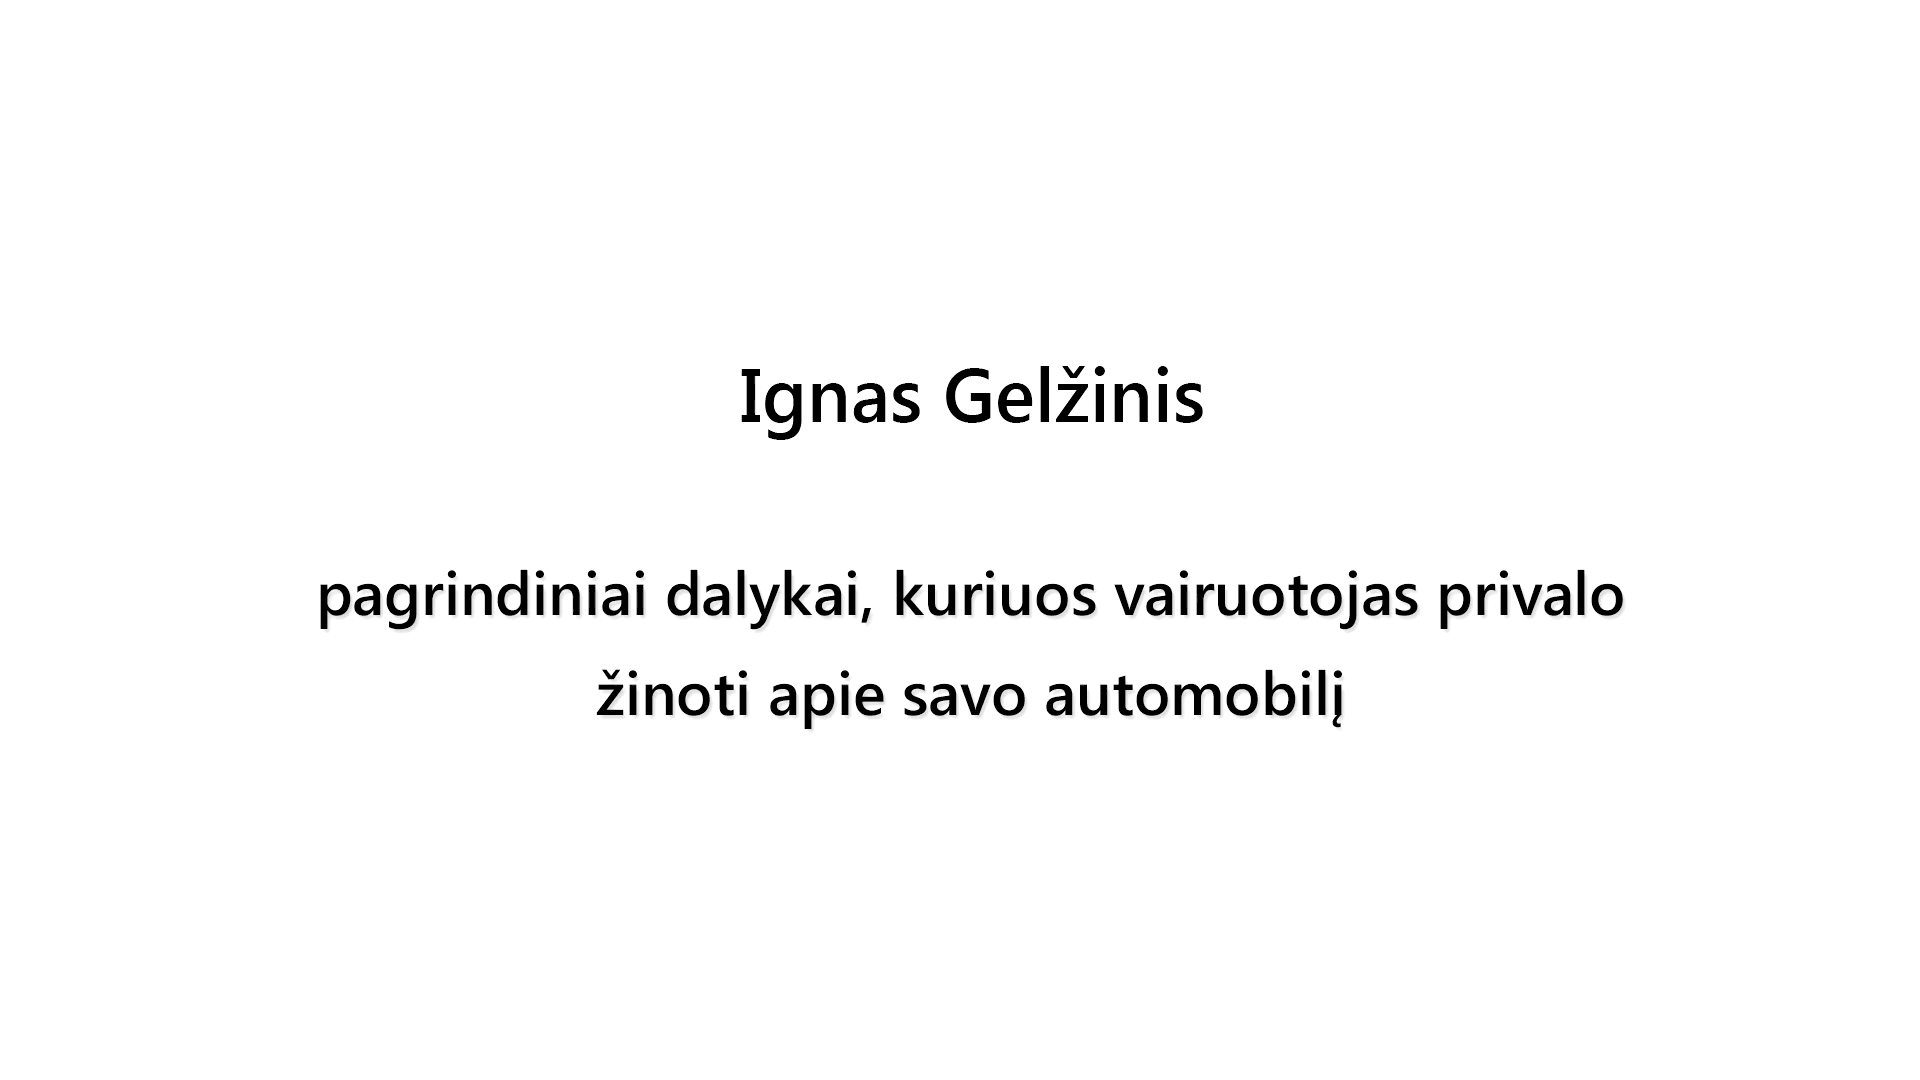 Ignas Gelžinis
pagrindiniai dalykai, kuriuos vairuotojas privalo
žinoti apie savo automobilį